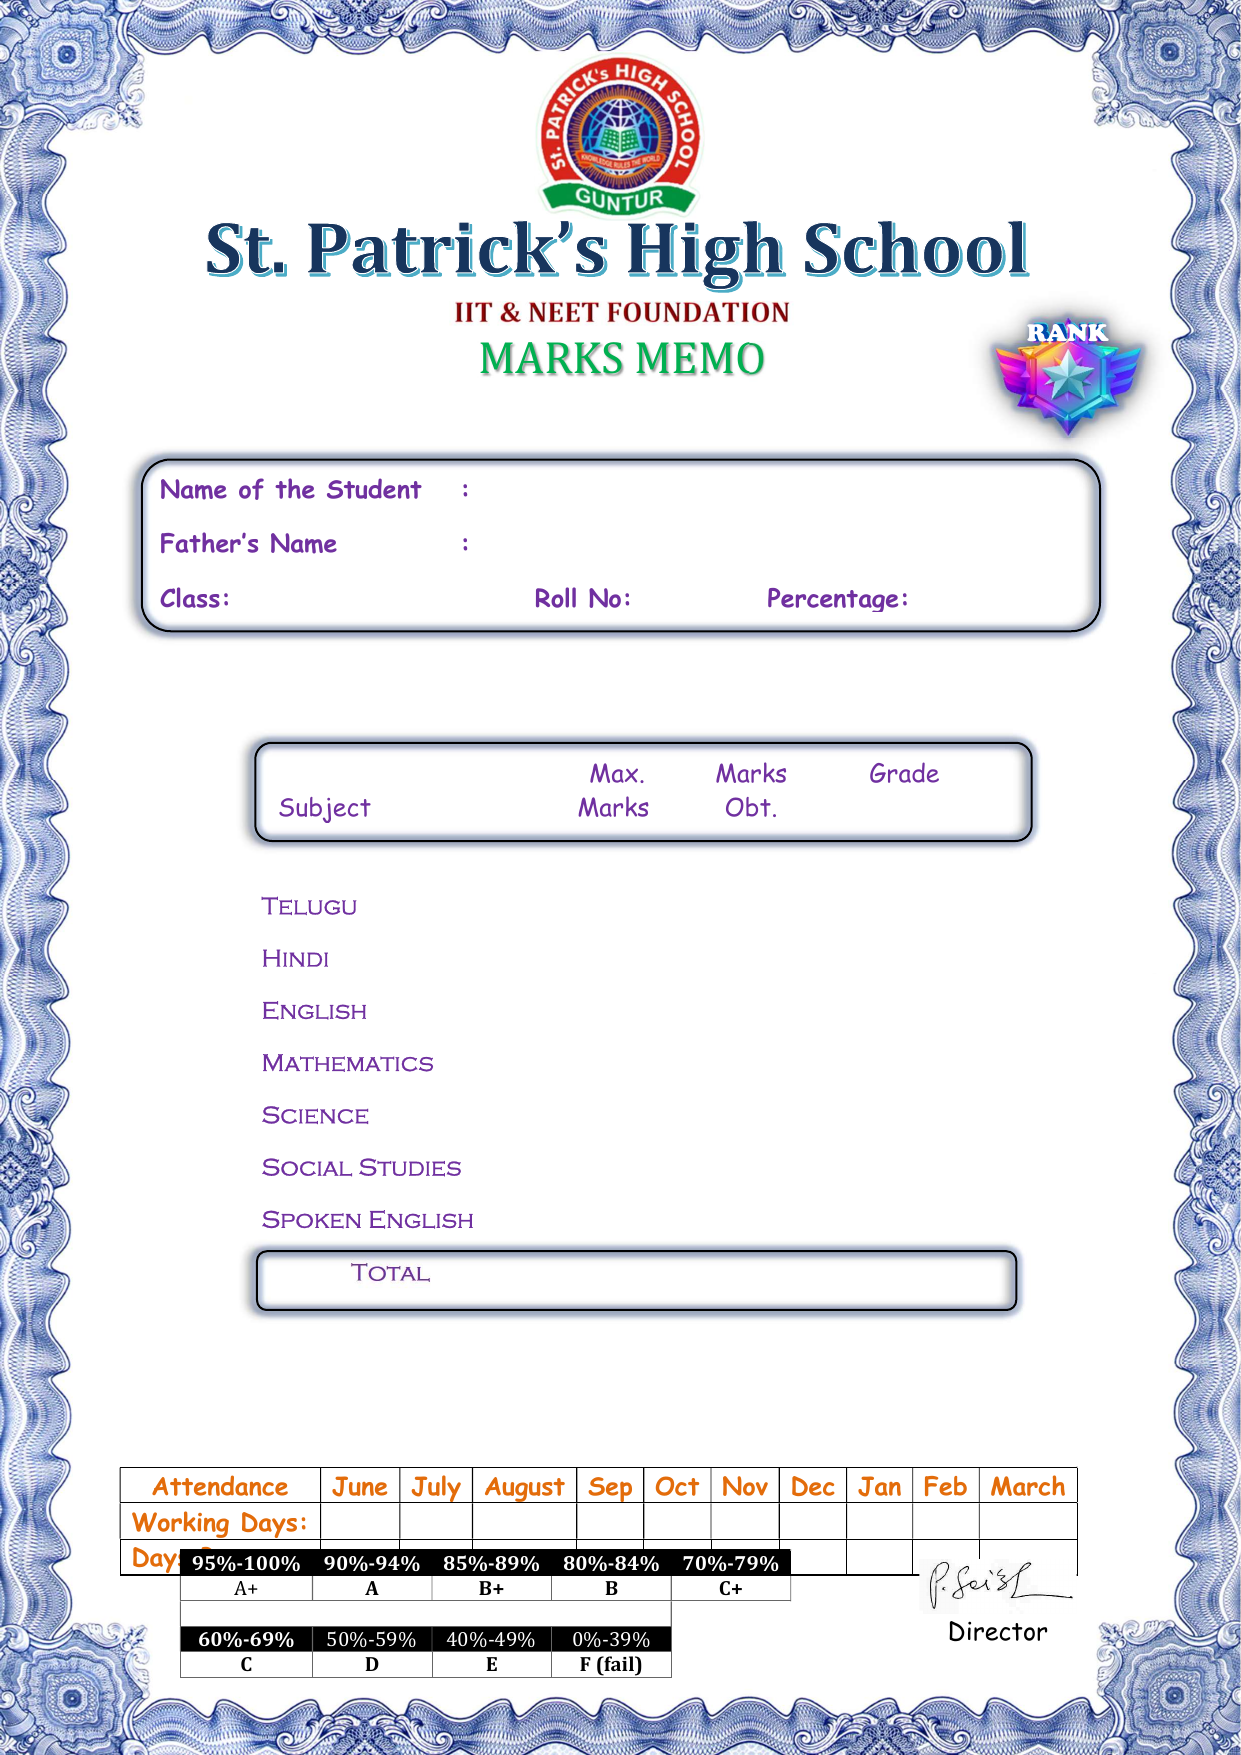 St. PATRICK's HIGH SCHOOL
KNOWLEDGE RULES THE WORLD
GUNTUR
St. Patrick’s High School
IIT & NEET FOUNDATION
MARKS MEMO
RANK
Name of the Student :
Father’s Name :
Class: Roll No: Percentage:
Max. Marks Grade
Subject Marks Obt.
TELUGU
HINDI
ENGLISH
MATHEMATICS
SCIENCE
SOCIAL STUDIES
SPOKEN ENGLISH
TOTAL
Attendance June July August Sep Oct Nov Dec Jan Feb March
Working Days:
Days
95%-100% 90%-94% 85%-89% 80%-84% 70%-79%
A+ A B+ B C+
Director
60%-69% 50%-59% 40%-49% 0%-39%
C D E F (fail)